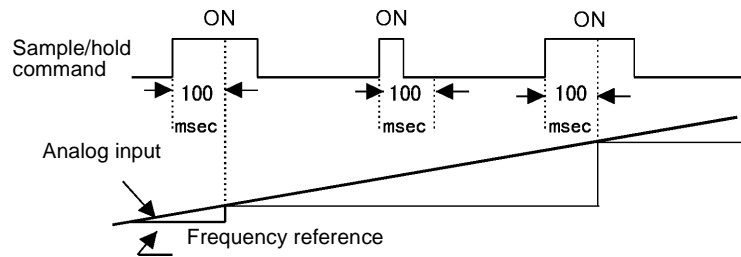 ON ON ON
Sample/hold
command
100 100 100
msec msec msec
Analog input
Frequency reference